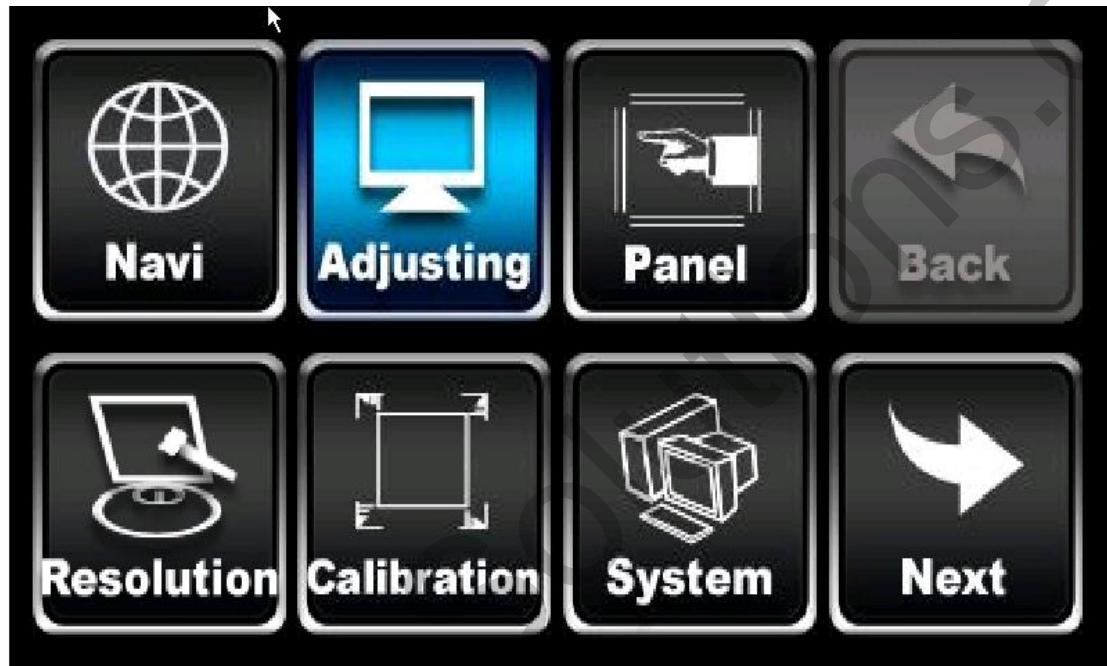 Navi
Adjusting
Panel
Back
Resolution
Calibration
System
Next